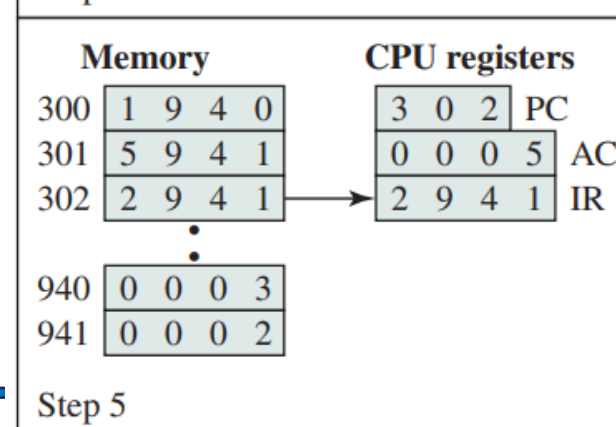 Memory CPU registers
300 1 9 4 0 3 0 2 PC
301 5 9 4 1 0 0 0 5 AC
302 2 9 4 1 2 9 4 1 IR
940 0 0 0 3
941 0 0 0 2
Step 5